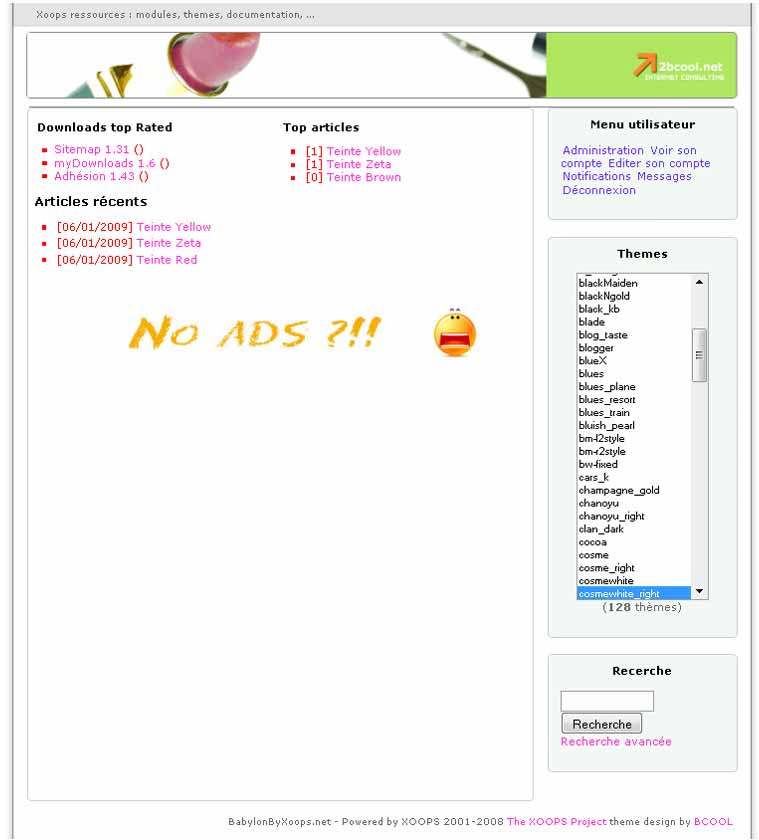 Xoops ressources : modules, themes, documentation, ...
2bcool.net
INTERNET CONSULTING
Downloads top Rated
Sitemap 1.31 ()
myDownloads 1.6 ()
Adhésion 1.43 ()
Top articles
[1] Teinte Yellow
[1] Teinte Zeta
[0] Teinte Brown
Articles récents
[06/01/2009] Teinte Yellow
[06/01/2009] Teinte Zeta
[06/01/2009] Teinte Red
No ADS ?!!
Menu utilisateur
Administration Voir son
compte Editer son compte
Notifications Messages
Déconnexion
Themes
blackMaiden
blackNgold
black_kb
blade
blog_taste
blogger
blueX
blues
blues_plane
blues_resort
blues_train
bluish_pearl
bm-l2style
bm-r2style
bw-fixed
cars_k
champagne_gold
chanoyu
chanoyu_right
clan_dark
cocoa
cosme
cosme_right
cosmewhite
cosmewhite_right
(128 thèmes)
Recerche
Recherche
Recherche avancée
BabylonByXoops.net - Powered by XOOPS 2001-2008 The XOOPS Project theme design by BCOOL